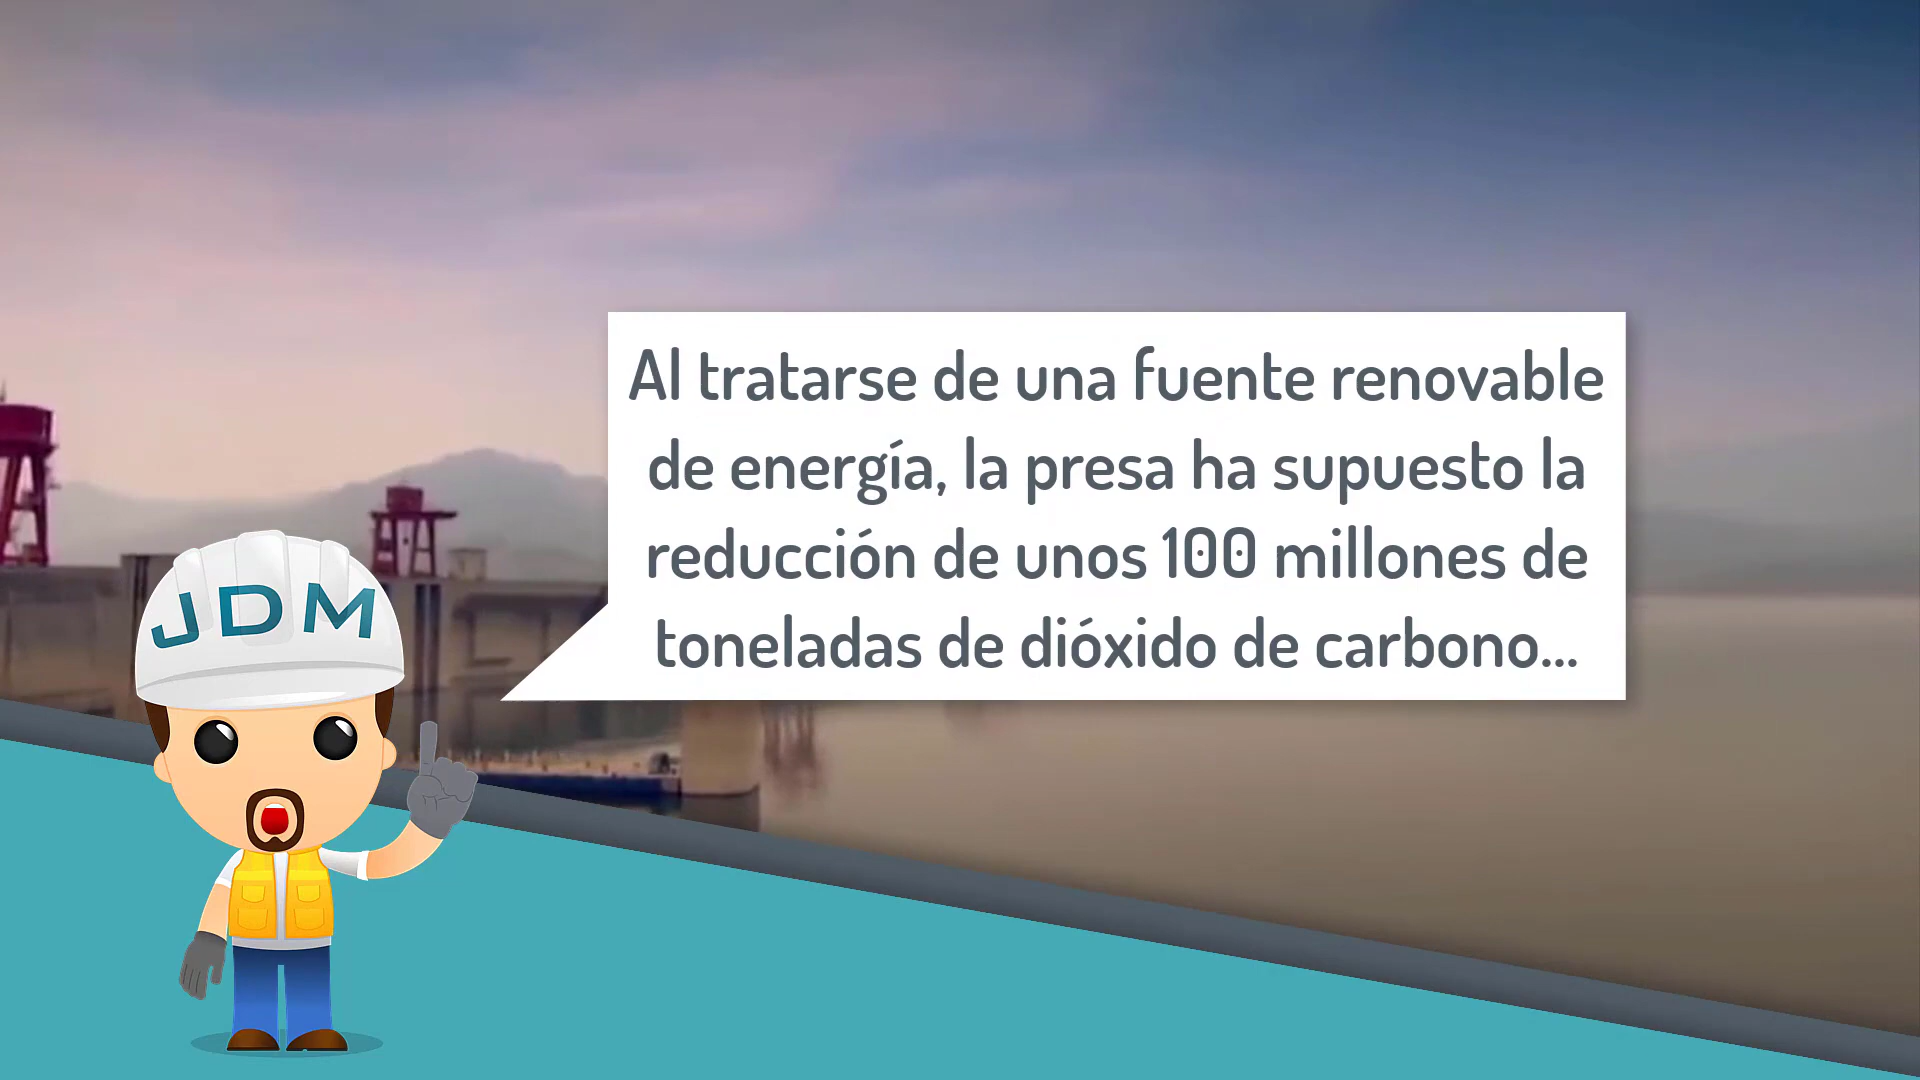 Al tratarse de una fuente renovable
de energía, la presa ha supuesto la
reducción de unos 100 millones de
toneladas de dióxido de carbono...
JDM